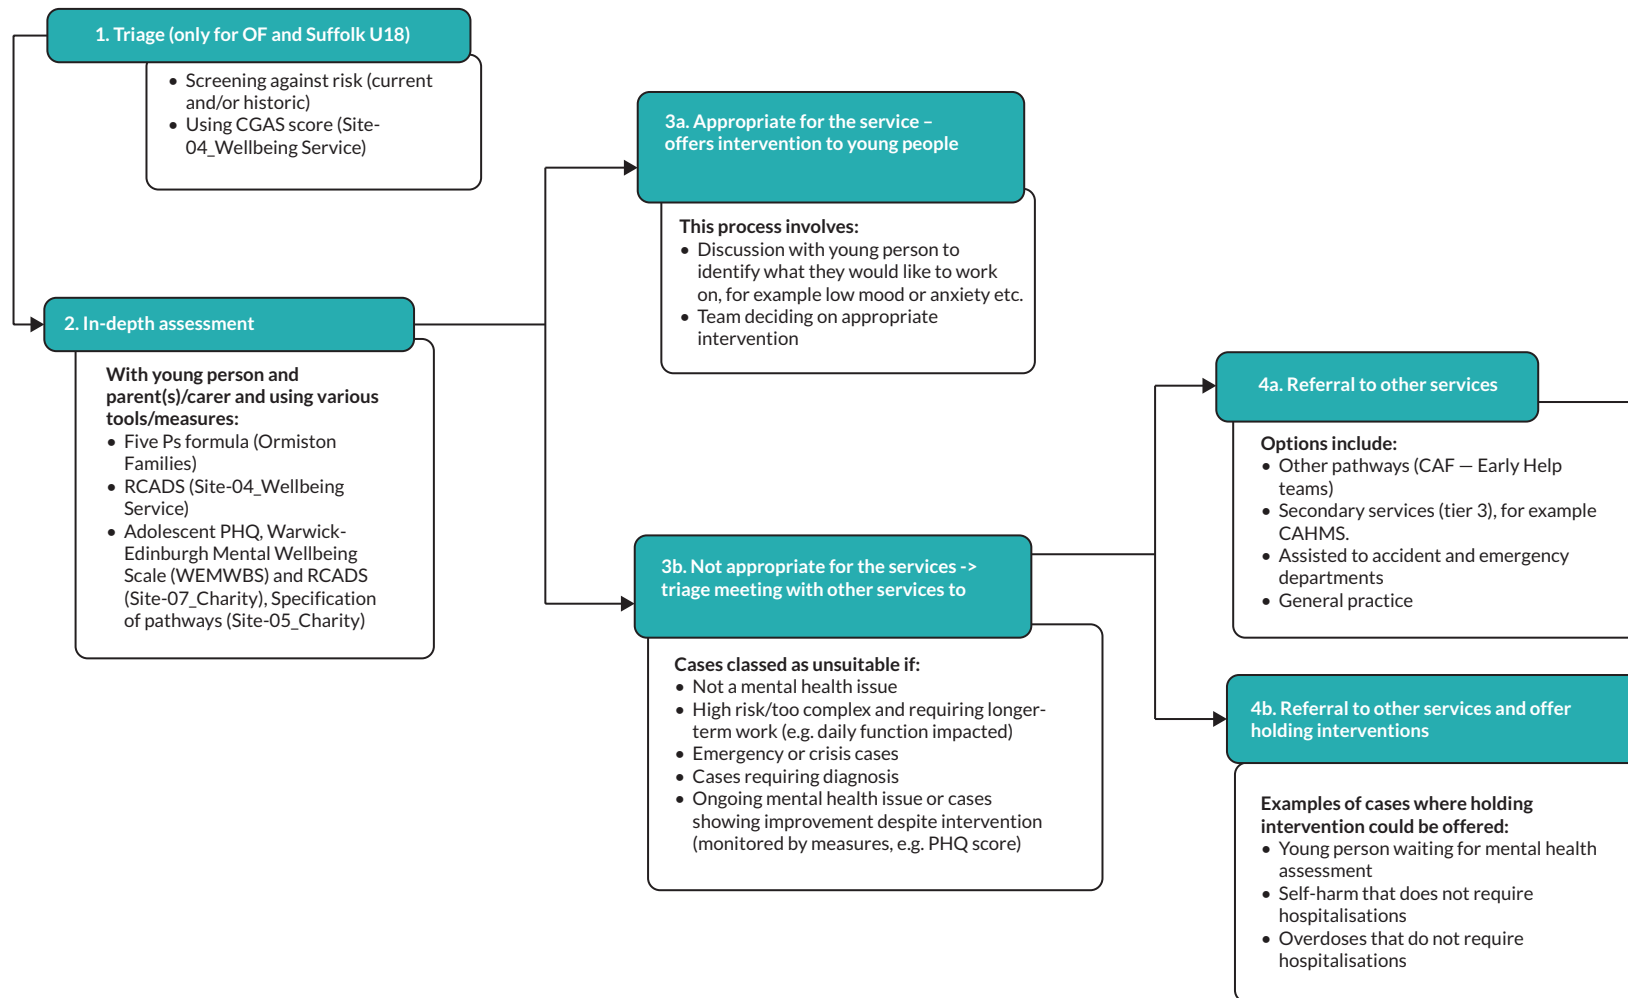 1. Triage (only for OF and Suffolk U18)
• Screening against risk (current
and/or historic)
• Using CGAS score (Site-
04_Wellbeing Service)
2. In-depth assessment
With young person and
parent(s)/carer and using various
tools/measures:
• Five Ps formula (Ormiston
Families)
• RCADS (Site-04_Wellbeing
Service)
• Adolescent PHQ, Warwick-
Edinburgh Mental Wellbeing
Scale (WEMWBS) and RCADS
(Site-07_Charity), Specification
of pathways (Site-05_Charity)
3a. Appropriate for the service –
offers intervention to young people
This process involves:
• Discussion with young person to
identify what they would like to work
on, for example low mood or anxiety etc.
• Team deciding on appropriate
intervention
3b. Not appropriate for the services ->
triage meeting with other services to
Cases classed as unsuitable if:
• Not a mental health issue
• High risk/too complex and requiring longer-
term work (e.g. daily function impacted)
• Emergency or crisis cases
• Cases requiring diagnosis
• Ongoing mental health issue or cases
showing improvement despite intervention
(monitored by measures, e.g. PHQ score)
4a. Referral to other services
Options include:
• Other pathways (CAF — Early Help
teams)
• Secondary services (tier 3), for example
CAHMS.
• Assisted to accident and emergency
departments
• General practice
4b. Referral to other services and offer
holding interventions
Examples of cases where holding
intervention could be offered:
• Young person waiting for mental health
assessment
• Self-harm that does not require
hospitalisations
• Overdoses that do not require
hospitalisations